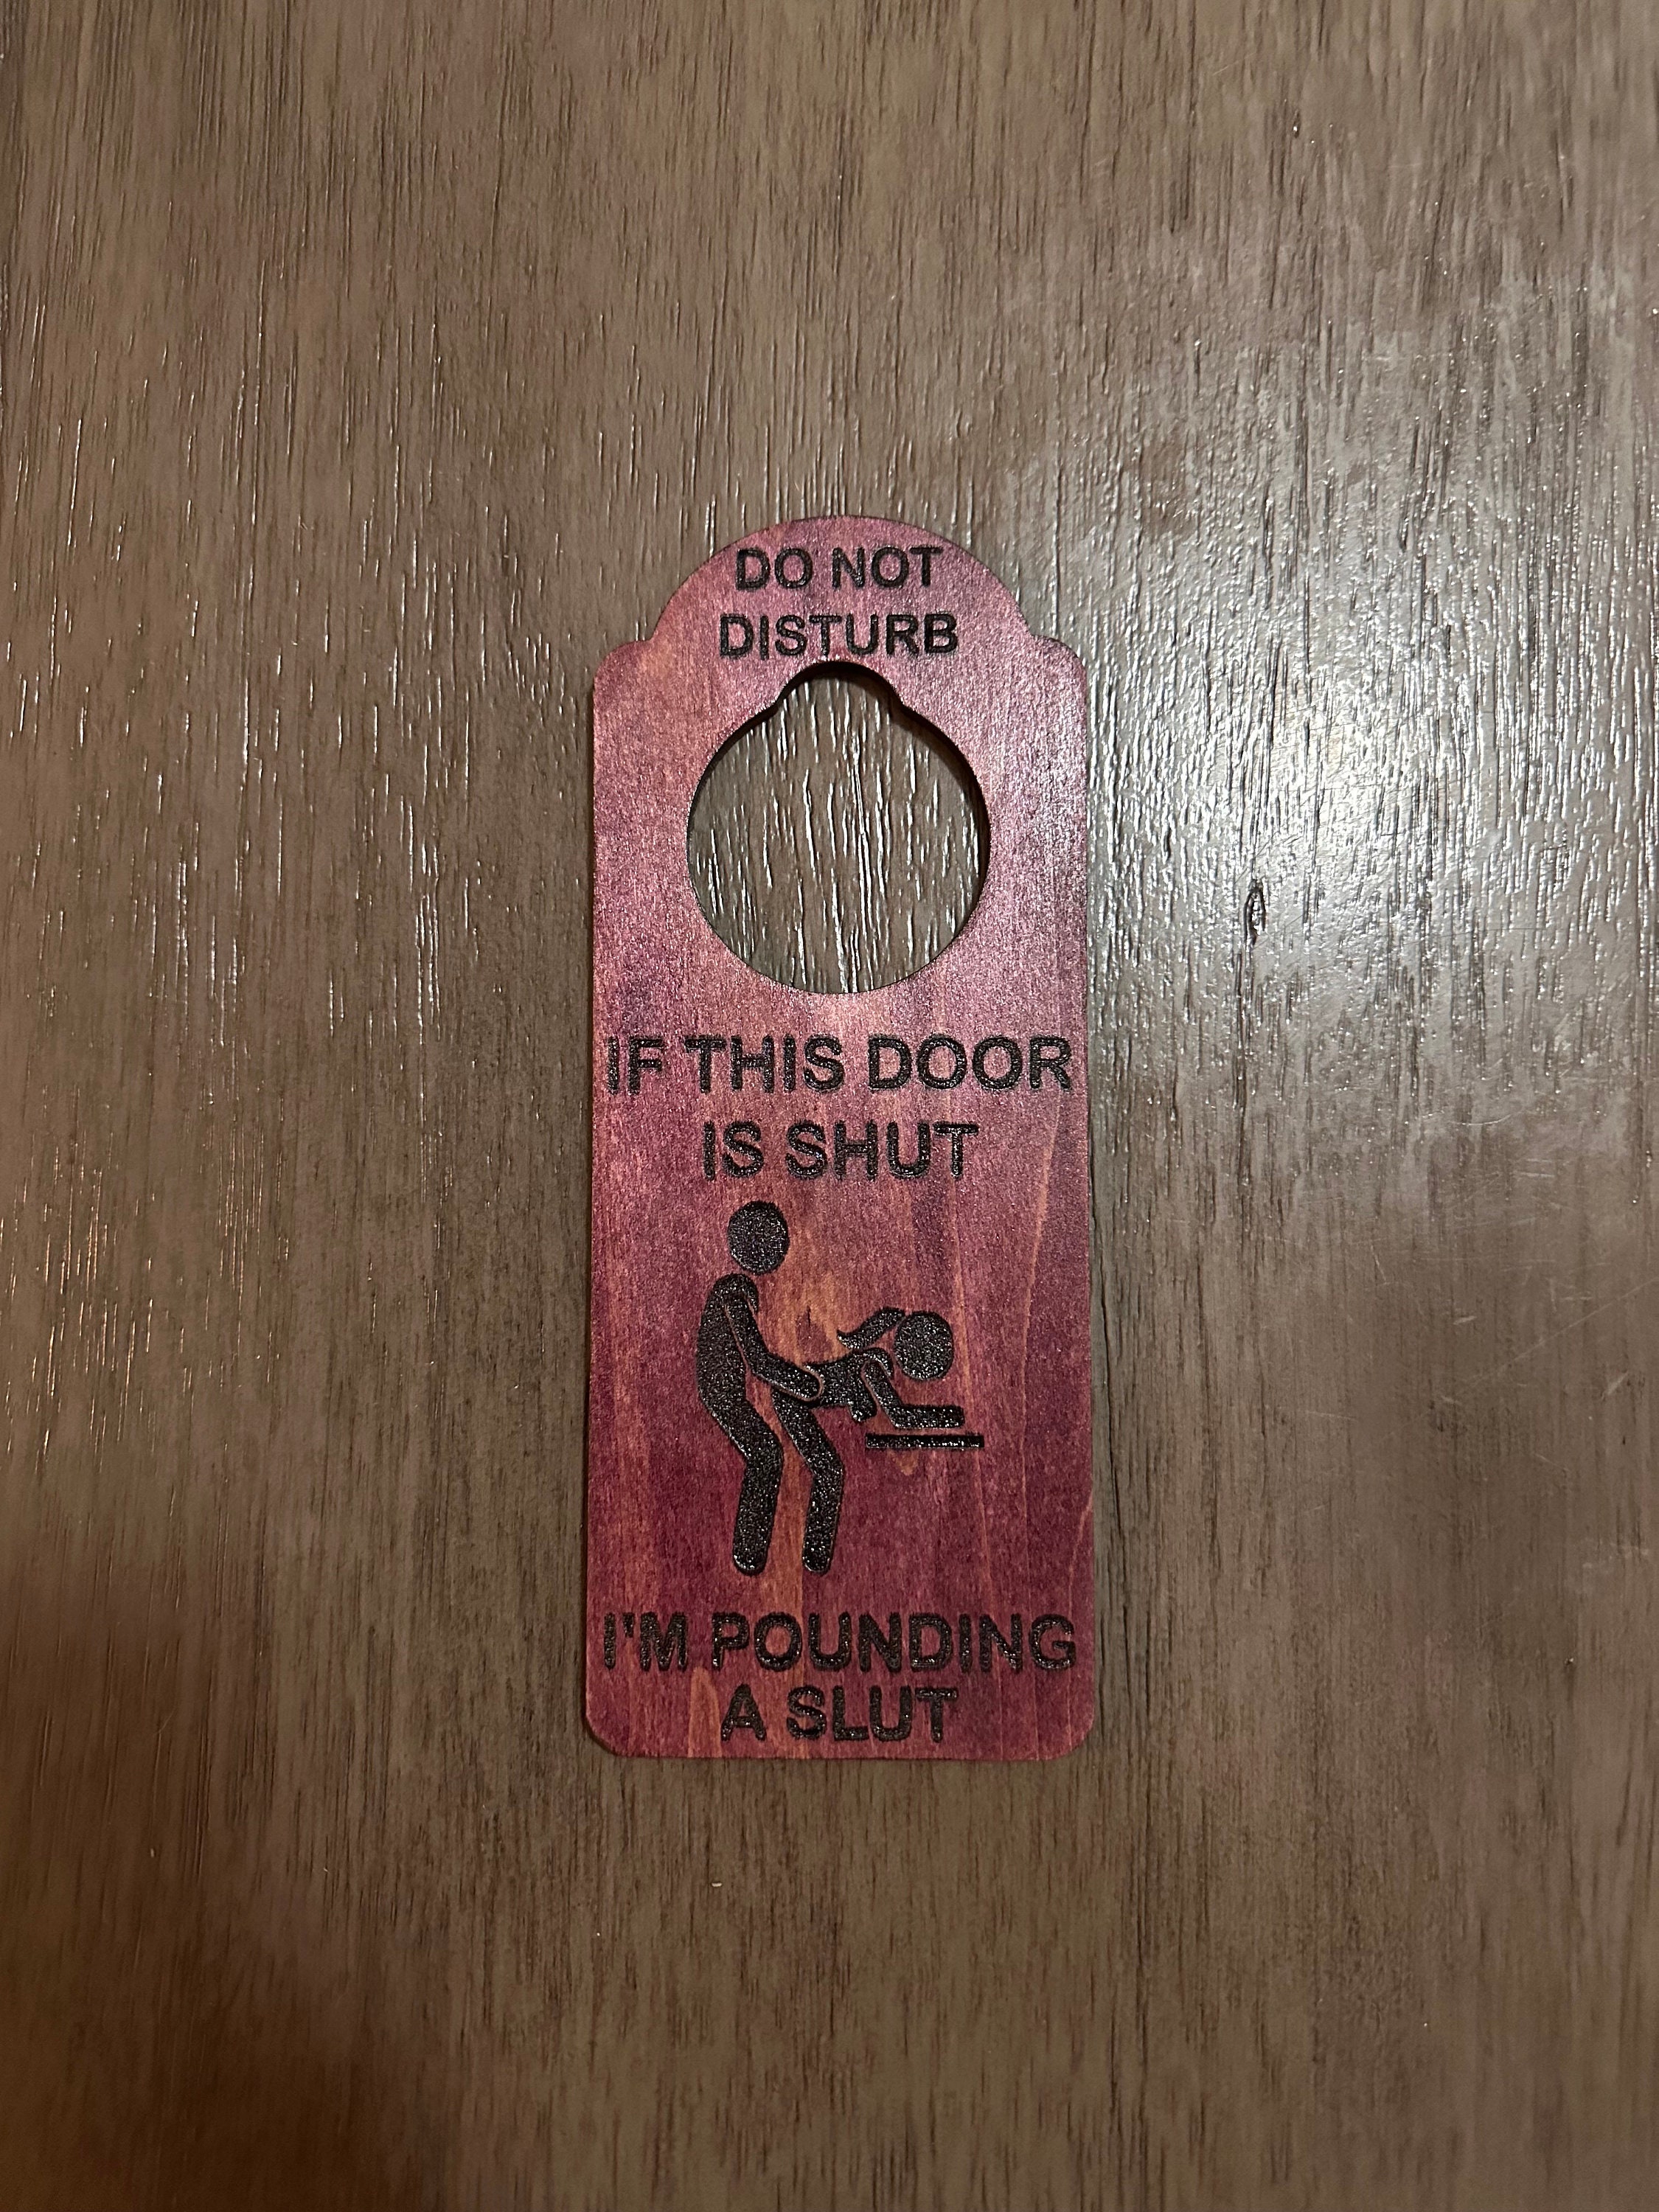 DO NOT
DISTURB
IF THIS DOOR
IS SHUT
I'M POUNDING
A SLUT